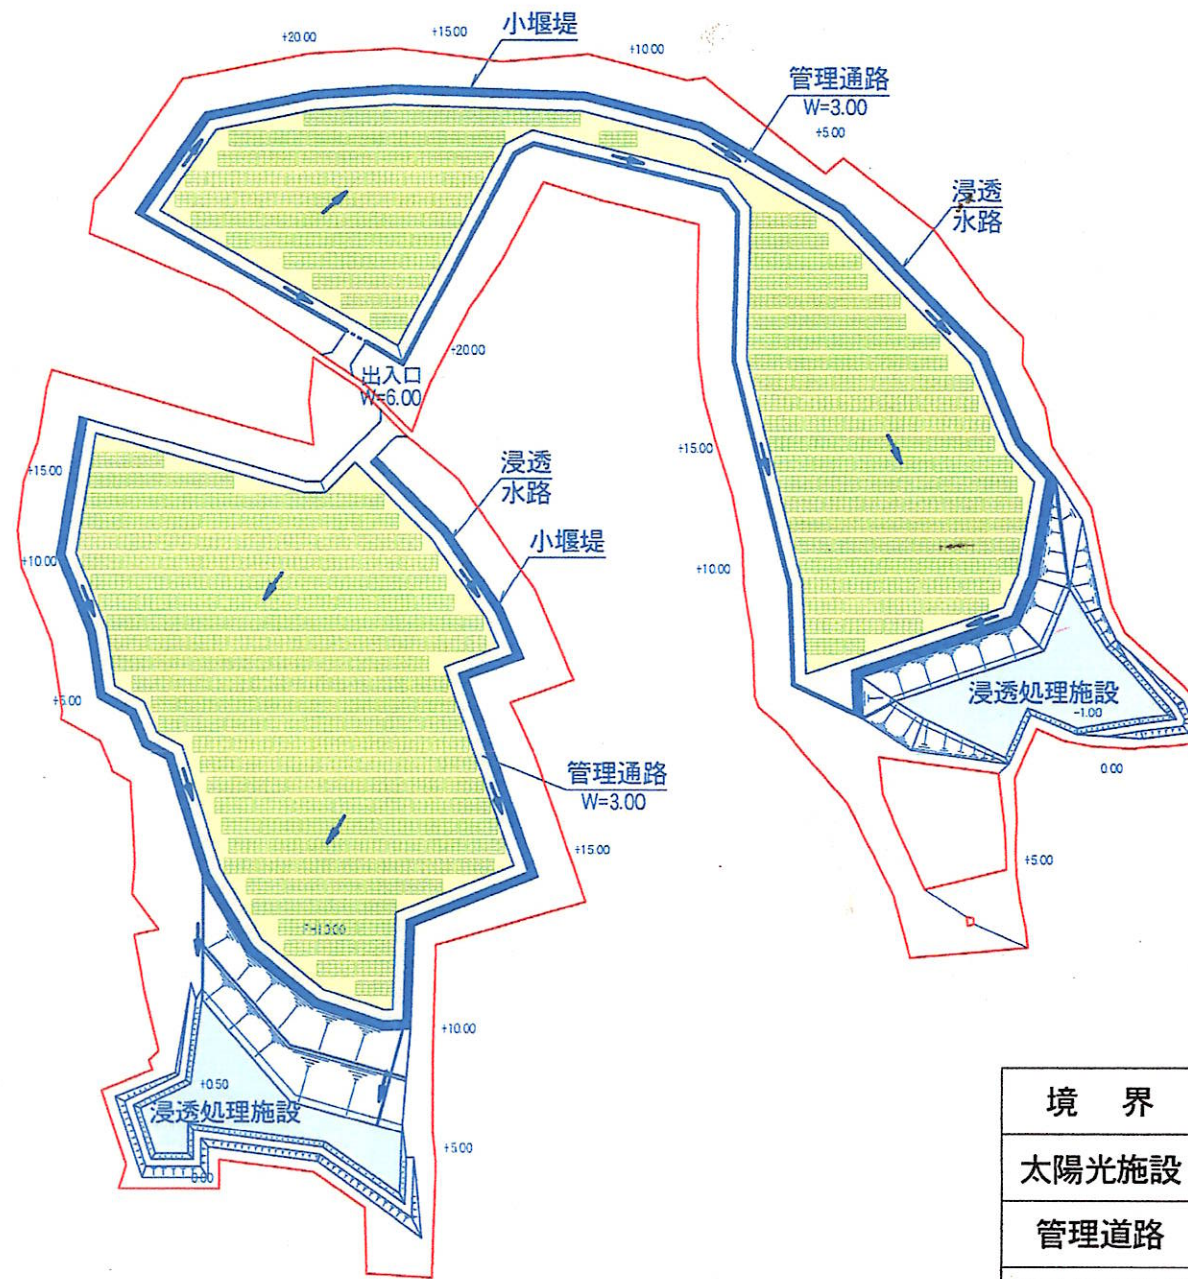 小堰堤
+20.00
+15.00
+10.00
管理通路
W=3.00
+5.00
浸透
水路
+20.00
出入口
W=6.00
+15.00
+15.00
浸透
水路
小堰堤
+10.00
+10.00
浸透処理施設
-1.00
+5.00
0.00
管理通路
W=3.00
+15.00
+5.00
+10.00
+0.50
浸透処理施設
+5.00
0.00
境 界
太陽光施設
管理道路